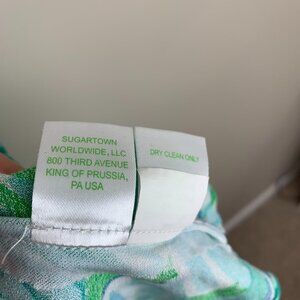 SUGARTOWN
WORLDWIDE, LLC
800 THIRD AVENUE
KING OF PRUSSIA,
PA USA
DRY CLEAN ONLY